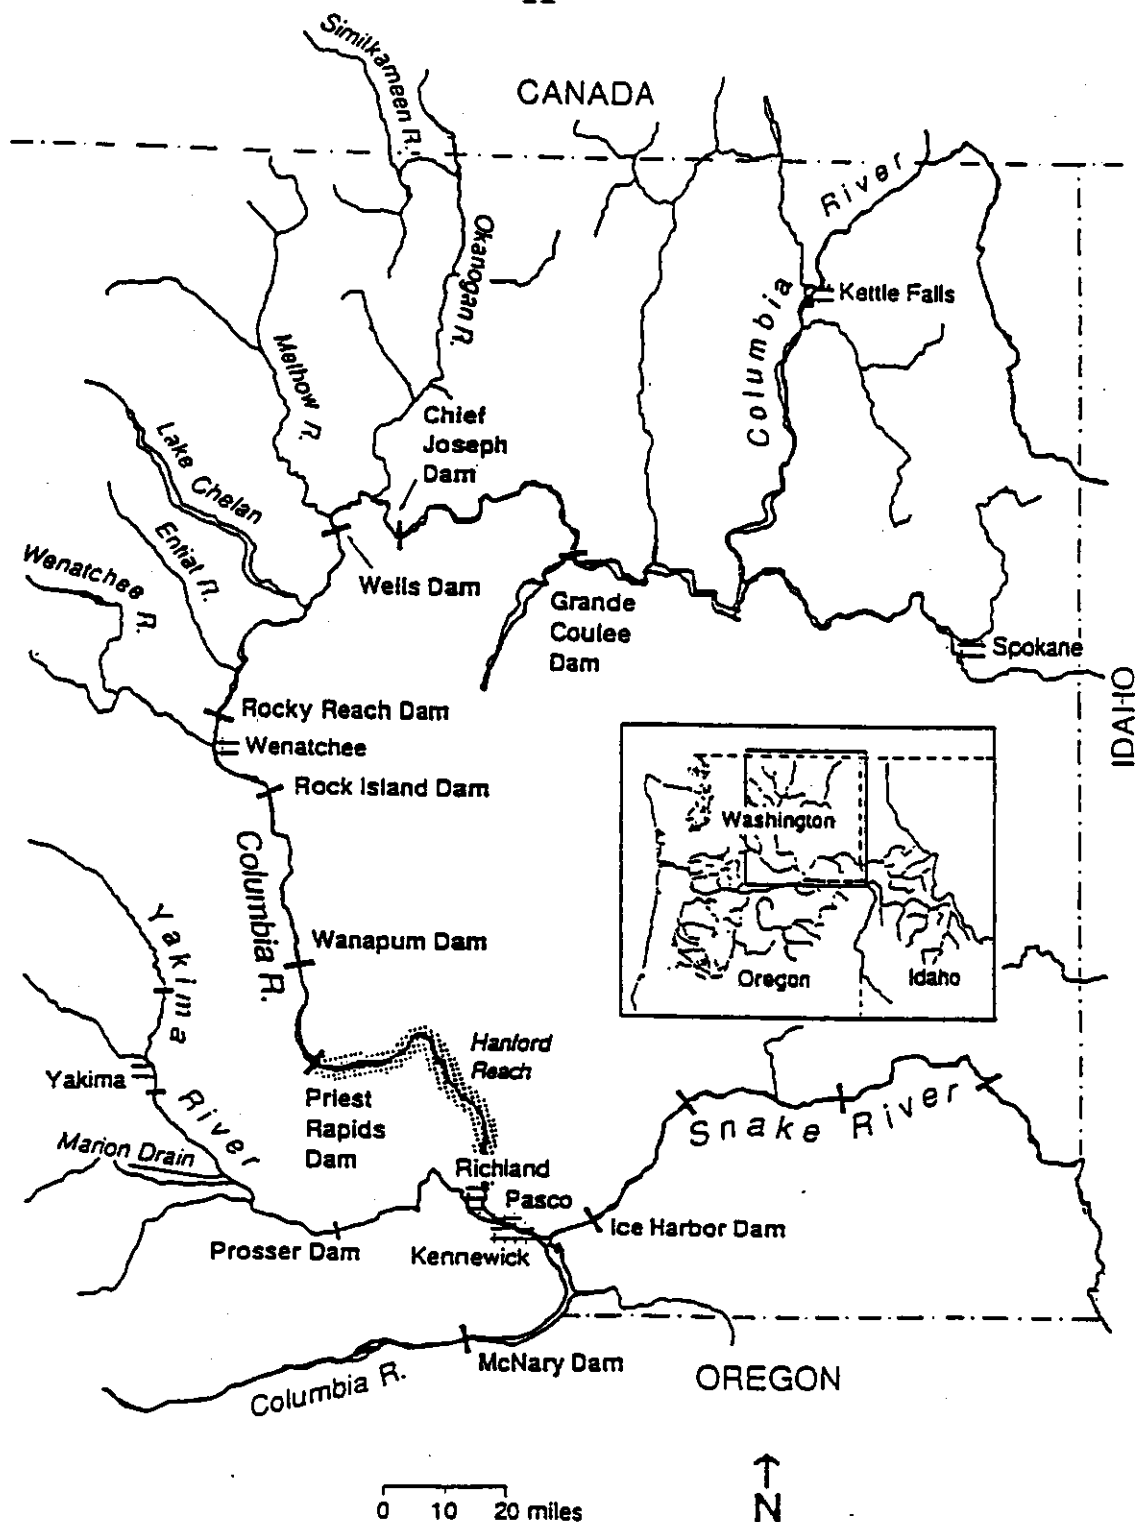 Similkameen R.
CANADA
River
Okanogan R.
Columbia
Kettle Falls
Methow R.
Chief
Joseph
Dam
Lake Chelan
Entiat R.
Wenatchee R.
Wells Dam
Grande
Coulee
Dam
Spokane
IDAHO
Rocky Reach Dam
Wenatchee
Rock Island Dam
Washington
Oregon
Idaho
Columbia R.
Wanapum Dam
Yakima River
Hanford
Reach
Yakima
Priest
Rapids
Dam
Snake River
Marion Drain
Richland
Pasco
Ice Harbor Dam
Prosser Dam
Kennewick
McNary Dam
Columbia R.
OREGON
N
0 10 20 miles